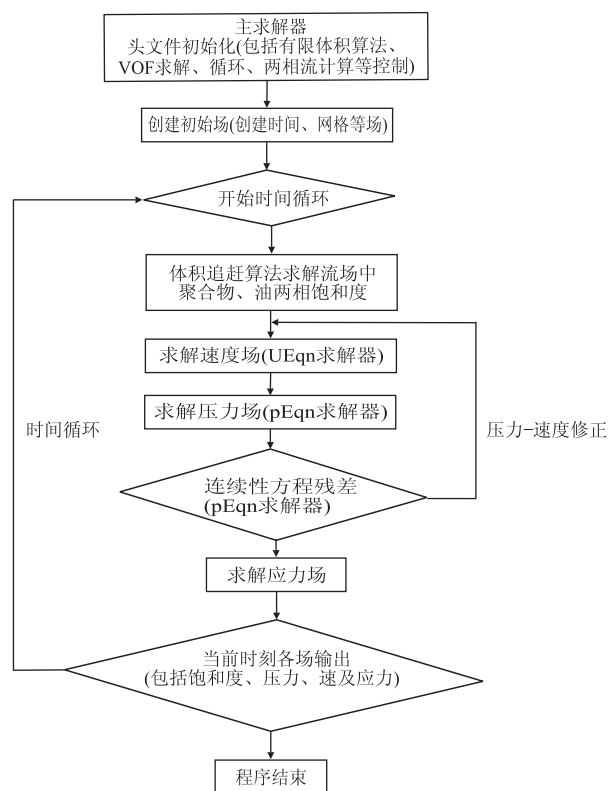 主求解器
头文件初始化(包括有限体积算法、
VOF求解、循环、两相流计算等控制)
创建初始场(创建时间、网格等场)
开始时间循环
体积追赶算法求解流场中
聚合物、油两相饱和度
求解速度场(UEqn求解器)
求解压力场(pEqn求解器)
时间循环
压力–速度修正
连续性方程残差
(pEqn求解器)
求解应力场
当前时刻各场输出
(包括饱和度、压力、速及应力)
程序结束